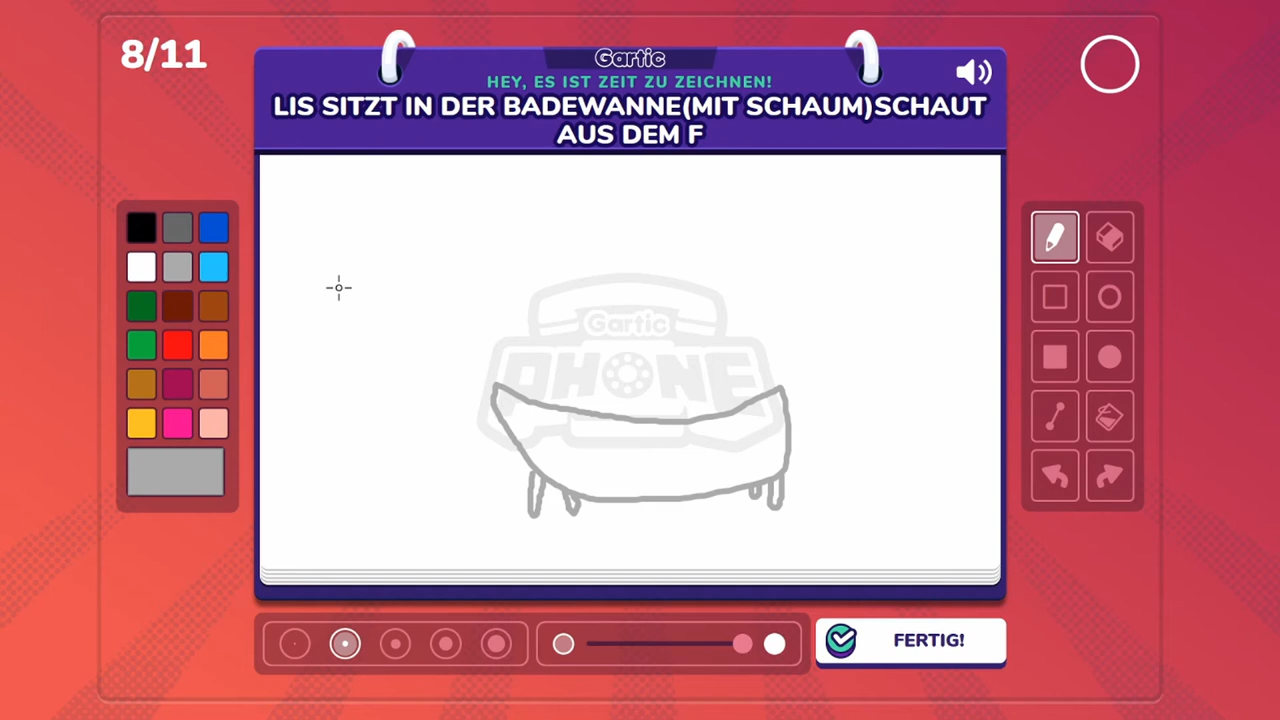 8/11
Gartic
HEY, ES IST ZEIT ZU ZEICHNEN!
LIS SITZT IN DER BADEWANNE(MIT SCHAUM)SCHAUT
AUS DEM F
Gartic
PHONE
FERTIG!